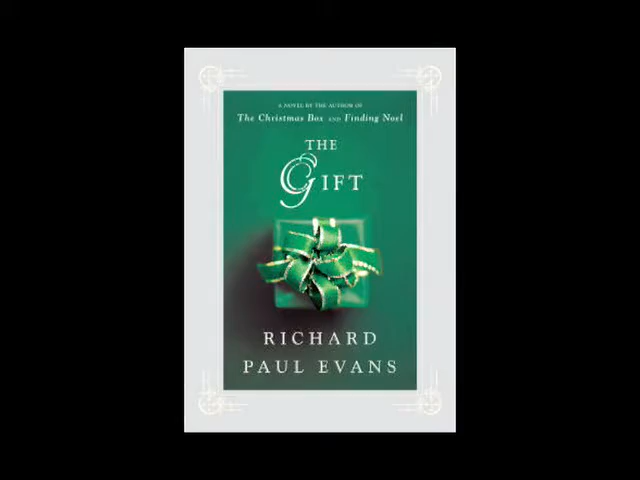 A NOVEL BY THE AUTHOR OF
The Christmas Box AND Finding Noel
THE
GIFT
RICHARD
PAUL EVANS